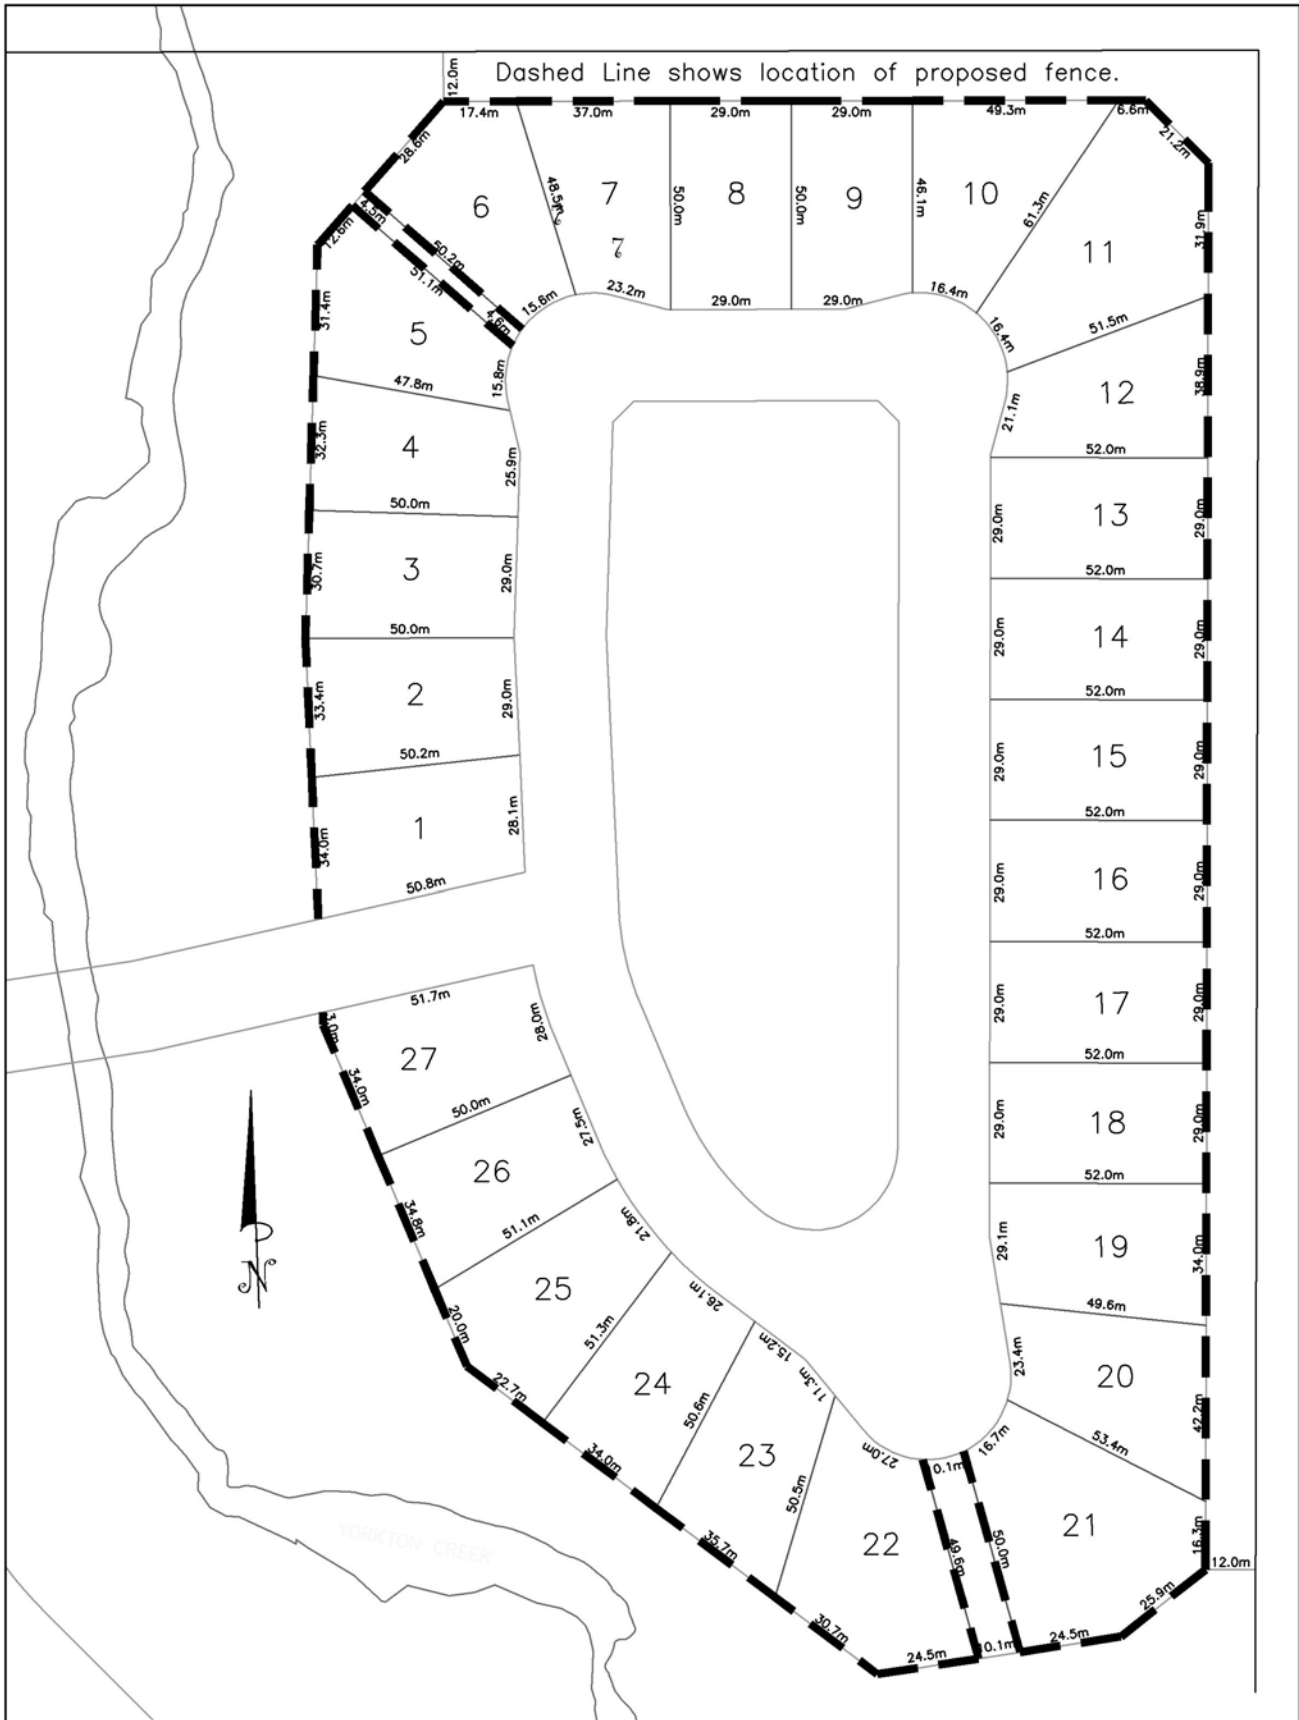 Dashed Line shows location of proposed fence.
12.0m
17.4m
37.0m
29.0m
29.0m
49.3m
6.6m
21.2m
28.6m
12.6m
4.5m
50.2m
51.1m
4.6m
6
48.5m
7
7
50.0m
8
50.0m
9
46.1m
10
61.3m
11
31.9m
15.6m
23.2m
29.0m
29.0m
16.4m
16.4m
51.5m
31.4m
5
15.8m
47.8m
12
38.9m
21.1m
52.0m
32.3m
4
25.9m
50.0m
29.0m
13
29.0m
52.0m
30.7m
3
29.0m
50.0m
29.0m
14
29.0m
52.0m
33.4m
2
29.0m
50.2m
29.0m
15
29.0m
52.0m
34.0m
1
28.1m
50.8m
29.0m
16
29.0m
52.0m
51.7m
28.0m
29.0m
17
29.0m
52.0m
3.0m
27
34.0m
50.0m
27.5m
29.0m
18
29.0m
52.0m
26
34.8m
51.1m
21.8m
29.1m
19
34.0m
49.6m
N
25
20.0m
51.3m
26.1m
15.2m
11.3m
23.4m
20
42.2m
53.4m
22.7m
24
50.6m
34.0m
23
50.5m
27.0m
0.1m
16.7m
35.7m
22
49.6m
50.0m
21
16.3m
12.0m
25.9m
30.7m
24.5m
0.1m
24.5m
YORKTON CREEK